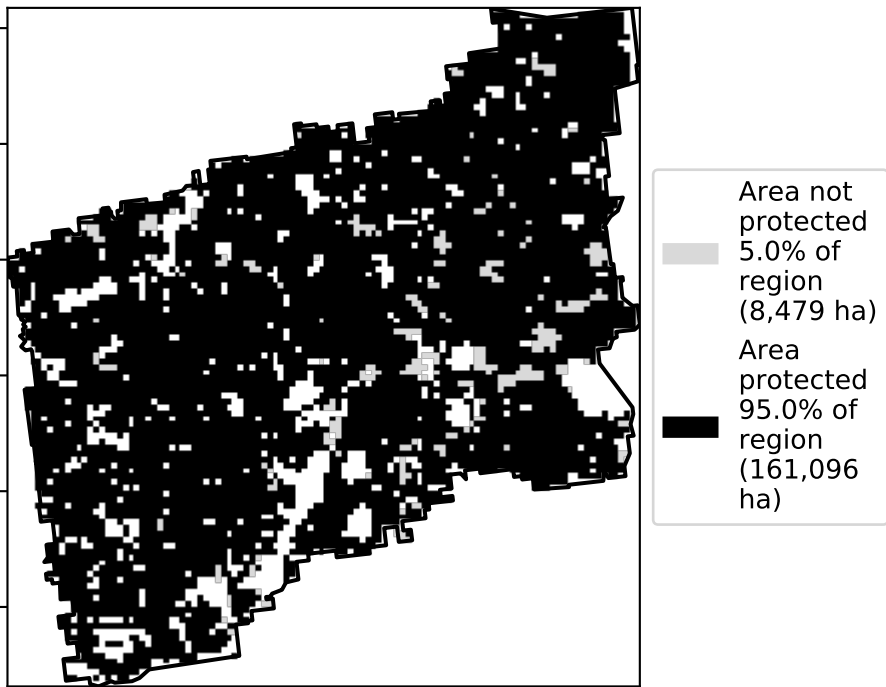 Area not
protected
5.0% of
region
(8,479 ha)
Area
protected
95.0% of
region
(161,096
ha)